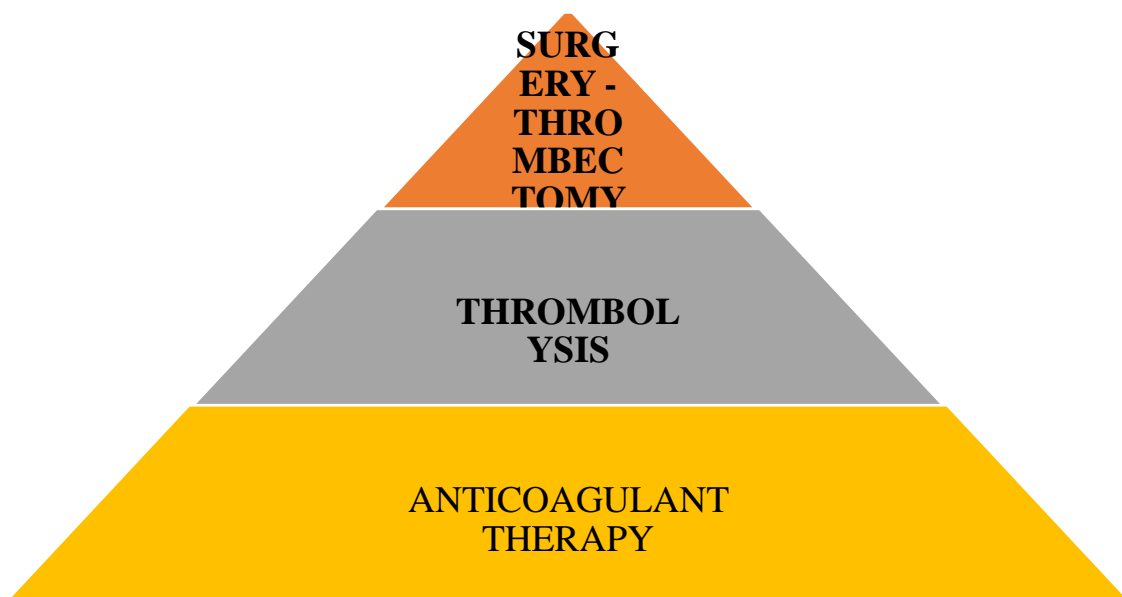 SURG
ERY -
THRO
MBEC
TOMY
THROMBOL
YSIS
ANTICOAGULANT
THERAPY